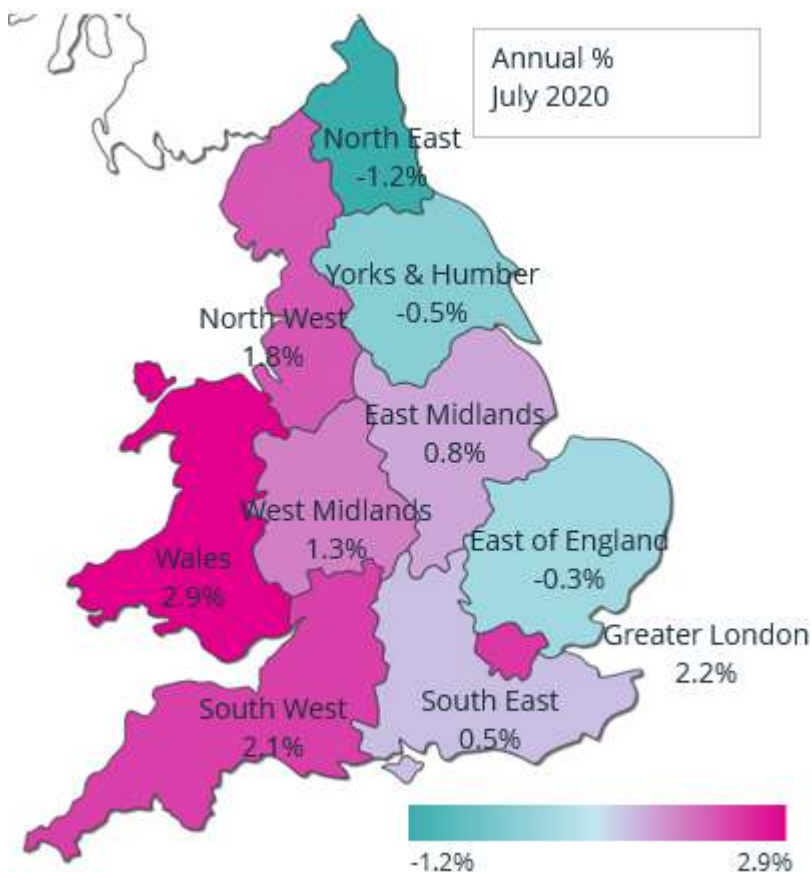 Annual %
July 2020
North East
-1.2%
Yorks & Humber
-0.5%
North West
1.8%
East Midlands
0.8%
West Midlands
1.3%
East of England
-0.3%
Wales
2.9%
Greater London
2.2%
South East
0.5%
South West
2.1%
-1.2%
2.9%